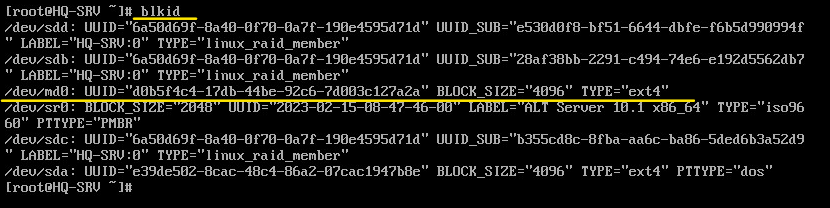 [root@HQ-SRV ~]# blkid
/dev/sdd: UUID="6a50d69f-8a40-0f70-0a7f-190e4595d71d" UUID_SUB="e530d0f8-bf51-6644-dbfe-f6b5d990994f
" LABEL="HQ-SRV:0" TYPE="linux_raid_member"
/dev/sdb: UUID="6a50d69f-8a40-0f70-0a7f-190e4595d71d" UUID_SUB="28af38bb-2291-c494-74e6-e192d5562db7
" LABEL="HQ-SRV:0" TYPE="linux_raid_member"
/dev/md0: UUID="d0b5f4c4-17db-44be-92c6-7d003c127a2a" BLOCK_SIZE="4096" TYPE="ext4"
/dev/sr0: BLOCK_SIZE="2048" UUID="2023-02-15-08-47-46-00" LABEL="ALT Server 10.1 x86_64" TYPE="iso96
60" PTTYPE="PMBR"
/dev/sdc: UUID="6a50d69f-8a40-0f70-0a7f-190e4595d71d" UUID_SUB="b355cd8c-8fba-aa6c-ba86-5ded6b3a52d9
" LABEL="HQ-SRV:0" TYPE="linux_raid_member"
/dev/sda: UUID="e39de502-8cac-48c4-86a2-07cac1947b8e" BLOCK_SIZE="4096" TYPE="ext4" PTTYPE="dos"
[root@HQ-SRV ~]#